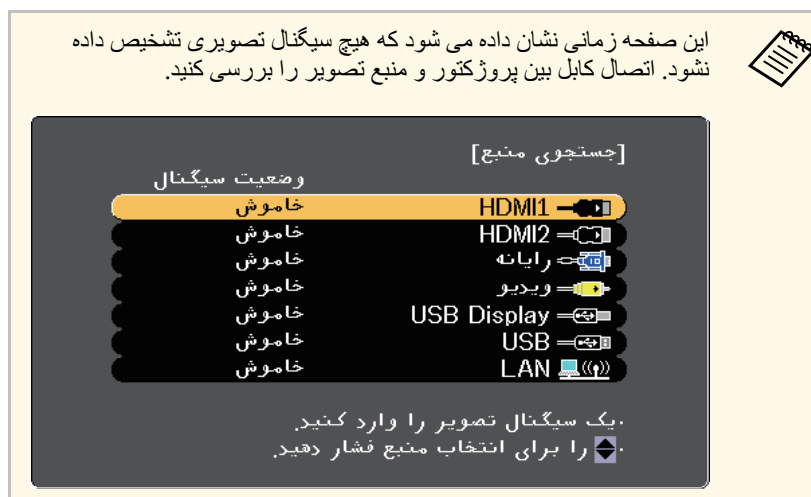 این صفحه زمانی نشان داده می شود که هیچ سیگنال تصویری تشخیص داده
نشود. اتصال کابل بین پروژکتور و منبع تصویر را بررسی کنید.
[جستجوی منبع]
وضعیت سیگنال
HDMI1 خاموش
HDMI2 خاموش
رایانه خاموش
ویدیو خاموش
USB Display خاموش
USB خاموش
LAN خاموش
·یک سیگنال تصویر را وارد کنید.
·را برای انتخاب منبع فشار دهید.